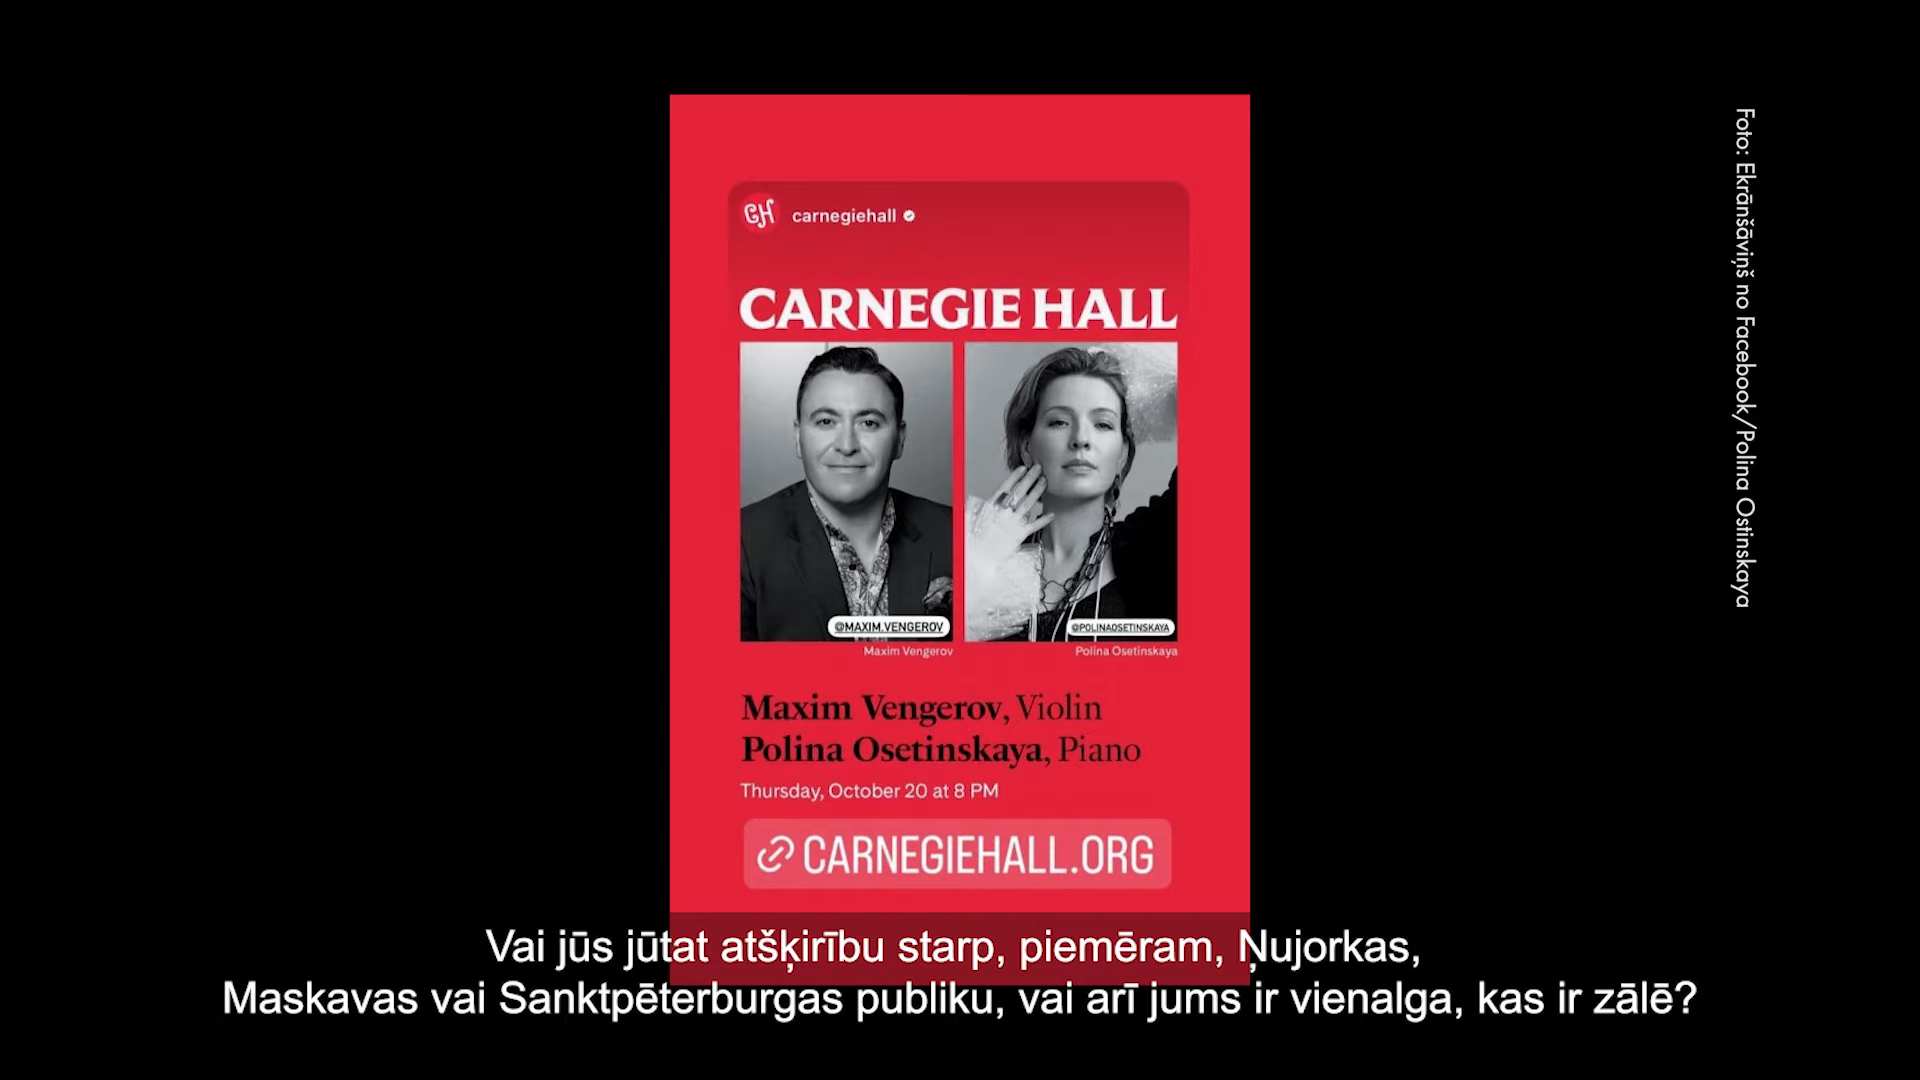 CH carnegiehall
CARNEGIE HALL
@MAXIM.VENGEROV
@POLINAOSETINSKAYA
Maxim Vengerov
Polina Osetinskaya
Maxim Vengerov, Violin
Polina Osetinskaya, Piano
Thursday, October 20 at 8 PM
CARNEGIEHALL.ORG
Vai jūs jūtat atšķirību starp, piemēram, Ņujorkas,
Maskavas vai Sanktpēterburgas publiku, vai arī jums ir vienalga, kas ir zālē?
Foto: Ekrānšāviņš no Facebook/Polina Ostinskaya